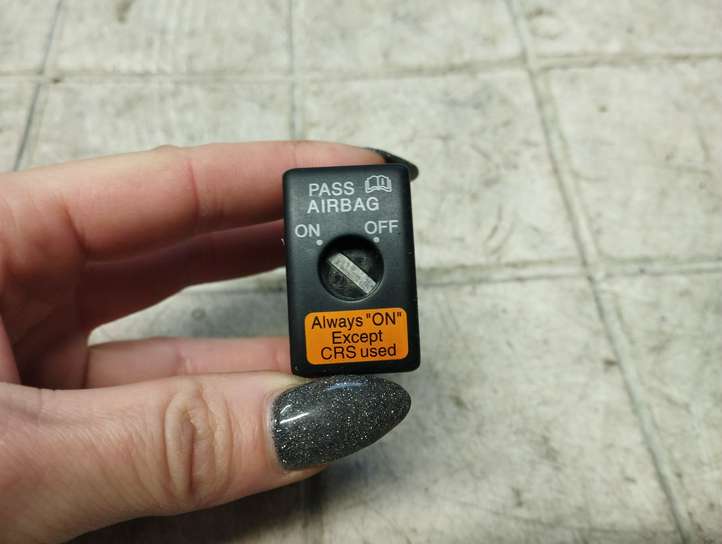 PASS
AIRBAG
ON OFF
Always "ON"
Except
CRS used